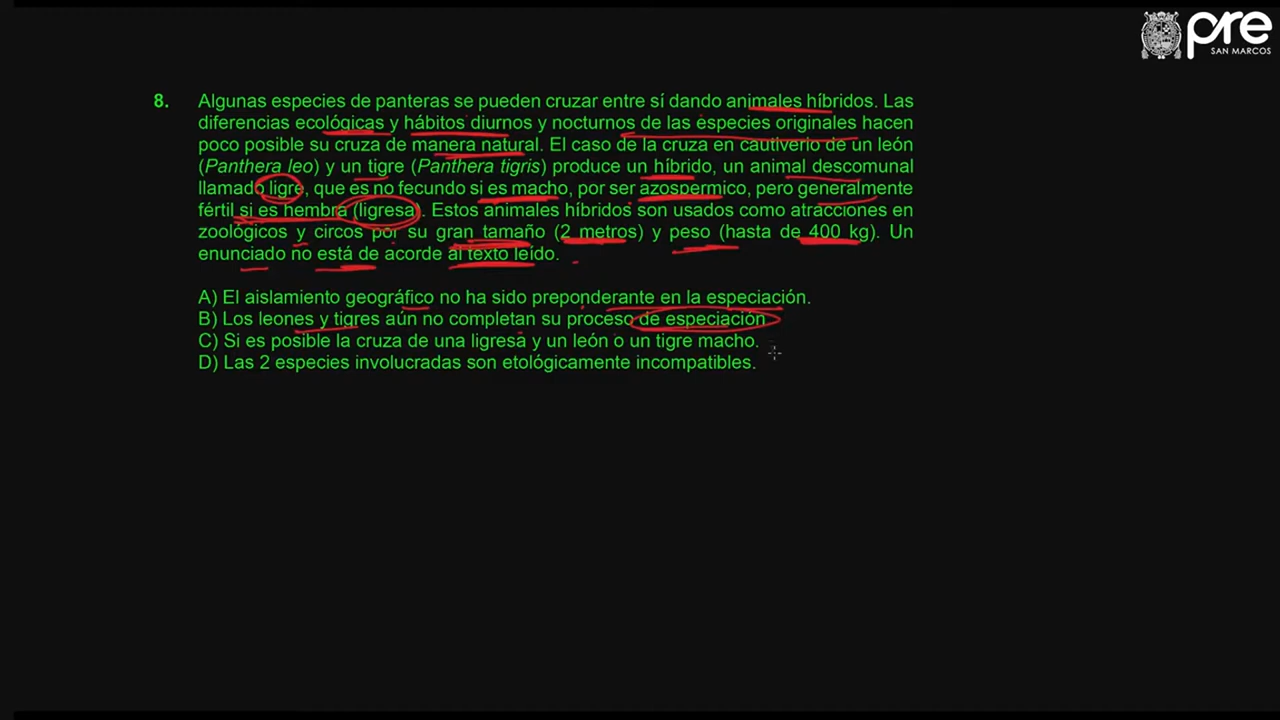 pre
SAN MARCOS
8. Algunas especies de panteras se pueden cruzar entre sí dando animales híbridos. Las
diferencias ecológicas y hábitos diurnos y nocturnos de las especies originales hacen
poco posible su cruza de manera natural. El caso de la cruza en cautiverio de un león
(Panthera leo) y un tigre (Panthera tigris) produce un híbrido, un animal descomunal
llamado ligre, que es no fecundo si es macho, por ser azospermico, pero generalmente
fértil si es hembra (ligresa). Estos animales híbridos son usados como atracciones en
zoológicos y circos por su gran tamaño (2 metros) y peso (hasta de 400 kg). Un
enunciado no está de acorde al texto leído.
A) El aislamiento geográfico no ha sido preponderante en la especiación.
B) Los leones y tigres aún no completan su proceso de especiación
C) Si es posible la cruza de una ligresa y un león o un tigre macho.
D) Las 2 especies involucradas son etológicamente incompatibles.